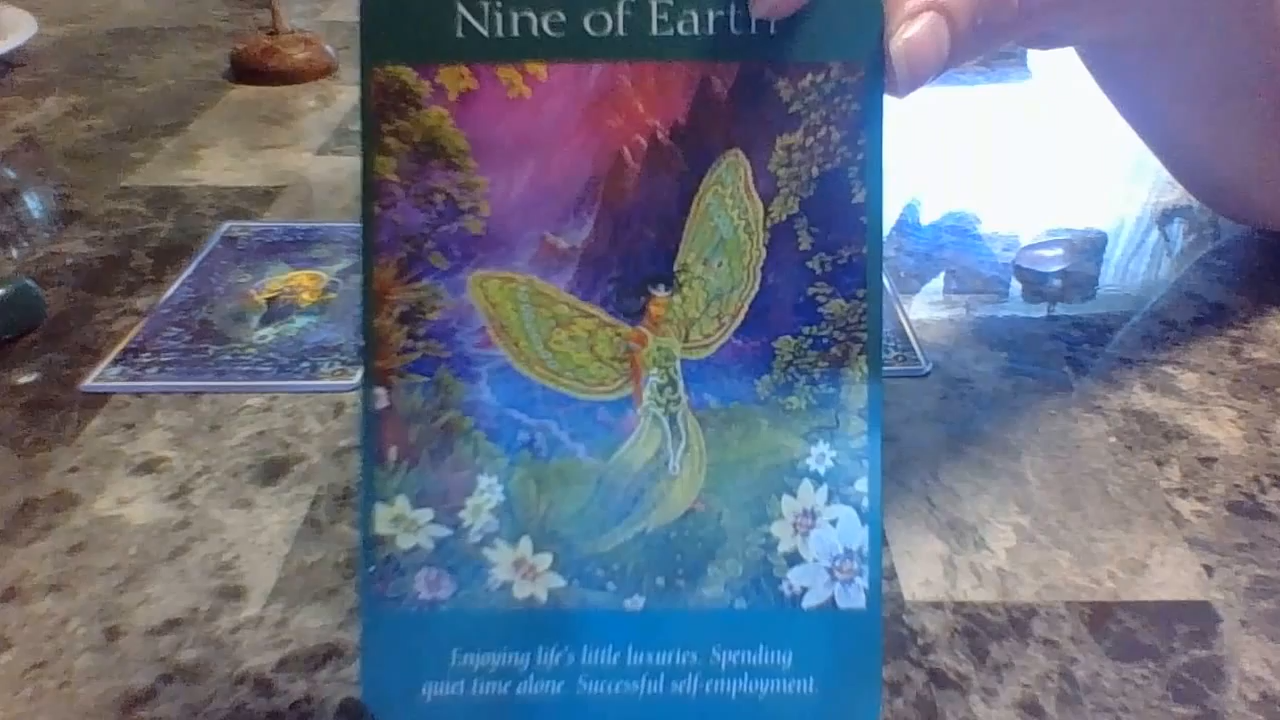 Nine of Earth
Enjoying life's little luxuries. Spending
quiet time alone. Successful self-employment.